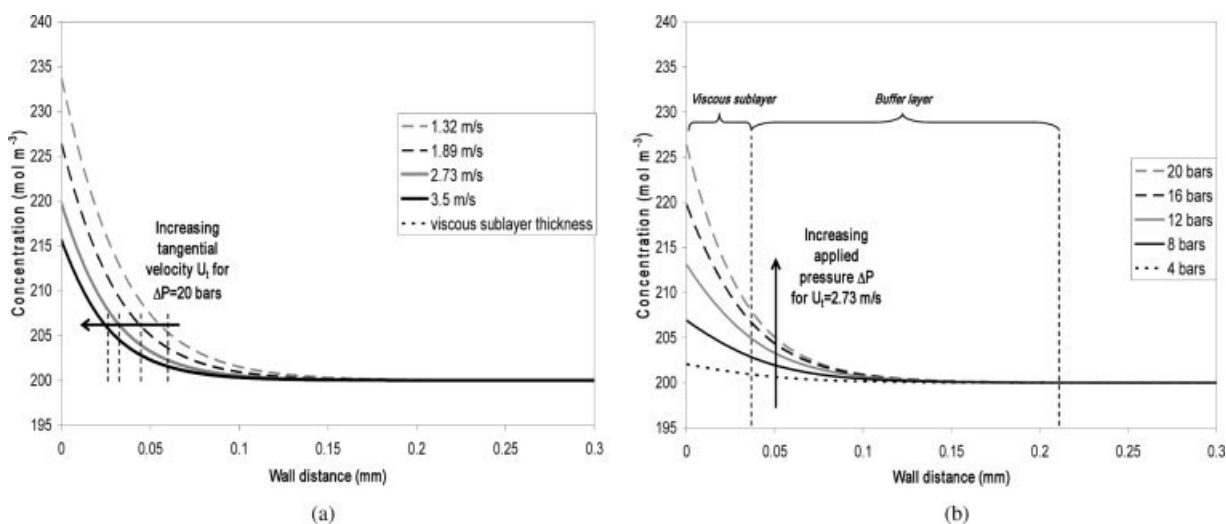 240
235
230
225
220
215
210
205
200
195
Concentration (mol m⁻³)
1.32 m/s
1.89 m/s
2.73 m/s
3.5 m/s
viscous sublayer thickness
Increasing
tangential
velocity Uₜ for
ΔP=20 bars
0
0.05
0.1
0.15
0.2
0.25
0.3
Wall distance (mm)
(a)
240
235
230
225
220
215
210
205
200
195
Concentration (mol m⁻³)
Viscous sublayer
Buffer layer
20 bars
16 bars
12 bars
8 bars
4 bars
Increasing
applied
pressure ΔP
for Uₜ=2.73 m/s
0
0.05
0.1
0.15
0.2
0.25
0.3
Wall distance (mm)
(b)